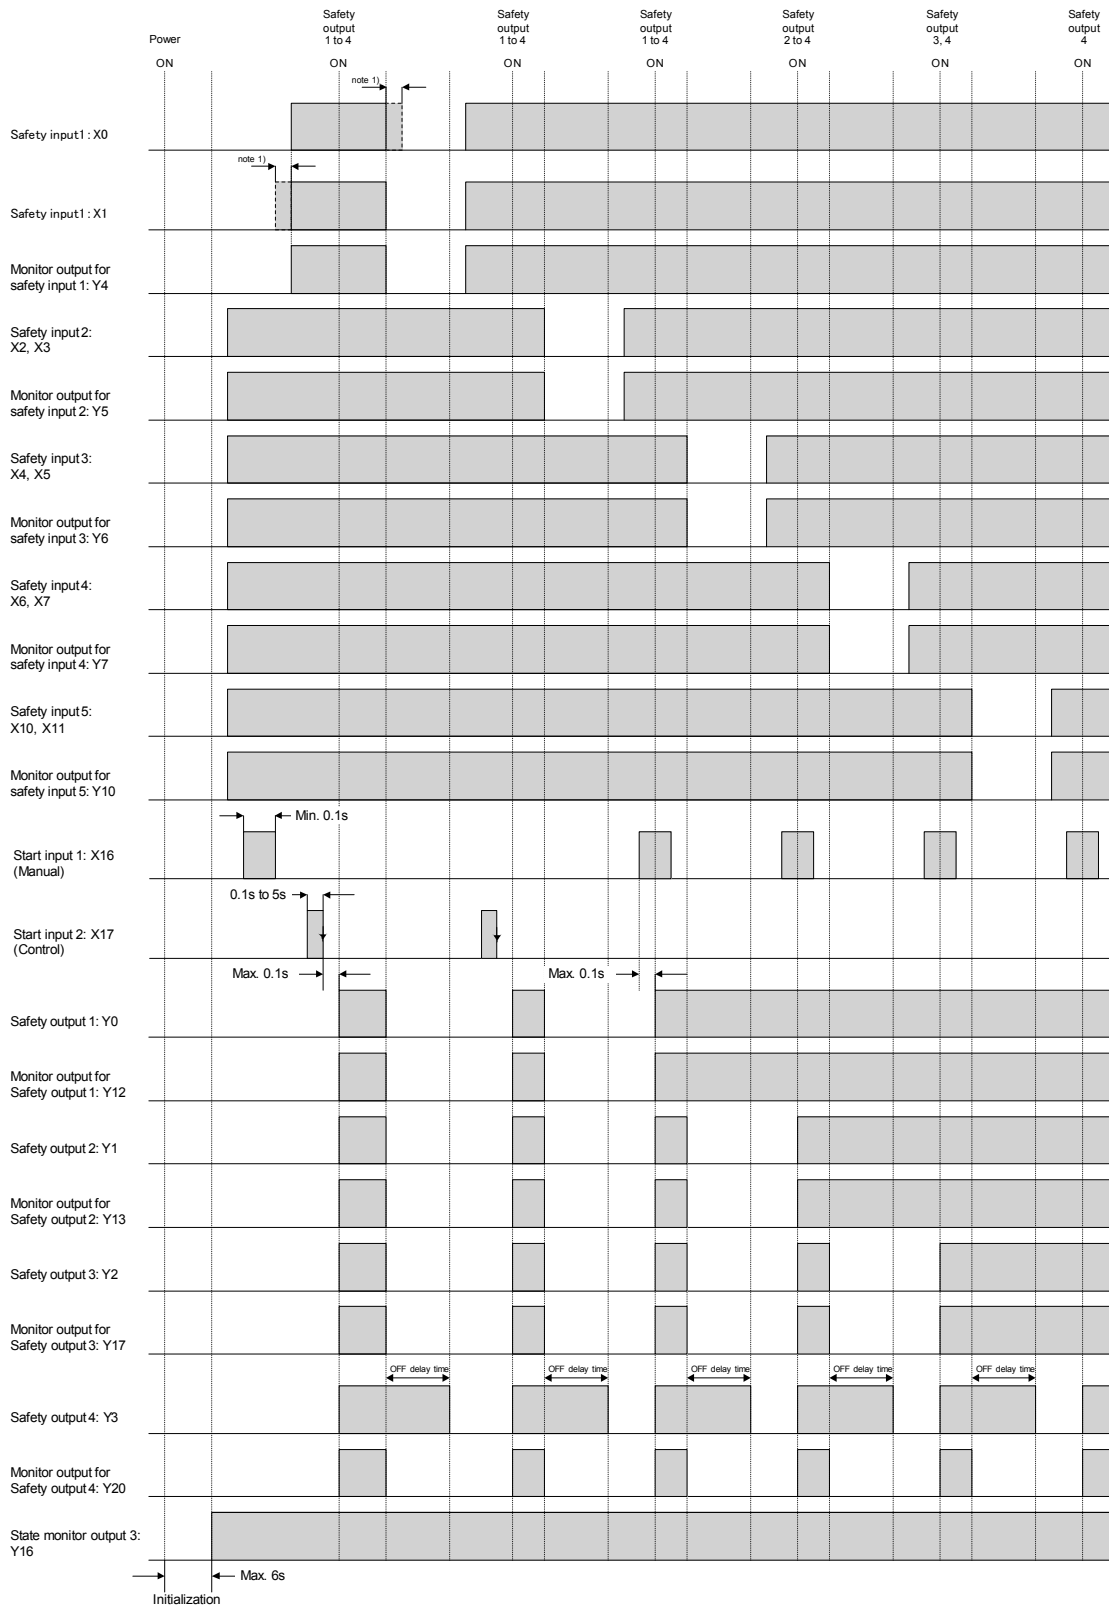 Safety
output
1 to 4
Safety
output
1 to 4
Safety
output
1 to 4
Safety
output
2 to 4
Safety
output
3, 4
Safety
output
4
Power
ON
ON
ON
ON
ON
ON
ON
note 1)
Safety input1 : X0
note 1)
Safety input1 : X1
Monitor output for
safety input 1: Y4
Safety input 2:
X2, X3
Monitor output for
safety input 2: Y5
Safety input 3:
X4, X5
Monitor output for
safety input 3: Y6
Safety input 4:
X6, X7
Monitor output for
safety input 4: Y7
Safety input 5:
X10, X11
Monitor output for
safety input 5: Y10
Min. 0.1s
Start input 1: X16
(Manual)
0.1s to 5s
Start input 2: X17
(Control)
Max. 0.1s
Max. 0.1s
Safety output 1: Y0
Monitor output for
Safety output 1: Y12
Safety output 2: Y1
Monitor output for
Safety output 2: Y13
Safety output 3: Y2
Monitor output for
Safety output 3: Y17
OFF delay time
OFF delay time
OFF delay time
OFF delay time
OFF delay time
Safety output 4: Y3
Monitor output for
Safety output 4: Y20
State monitor output 3:
Y16
Max. 6s
Initialization